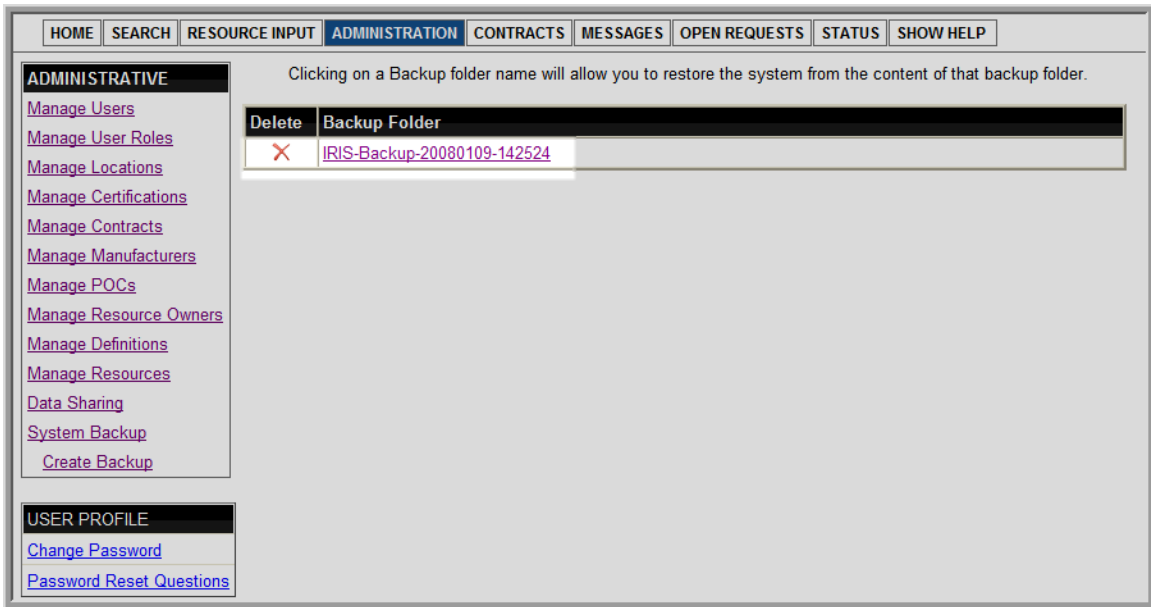 HOME SEARCH RESOURCE INPUT ADMINISTRATION CONTRACTS MESSAGES OPEN REQUESTS STATUS SHOW HELP
ADMINISTRATIVE
Manage Users
Manage User Roles
Manage Locations
Manage Certifications
Manage Contracts
Manage Manufacturers
Manage POCs
Manage Resource Owners
Manage Definitions
Manage Resources
Data Sharing
System Backup
Create Backup
USER PROFILE
Change Password
Password Reset Questions
Clicking on a Backup folder name will allow you to restore the system from the content of that backup folder.
Delete Backup Folder
IRIS-Backup-20080109-142524